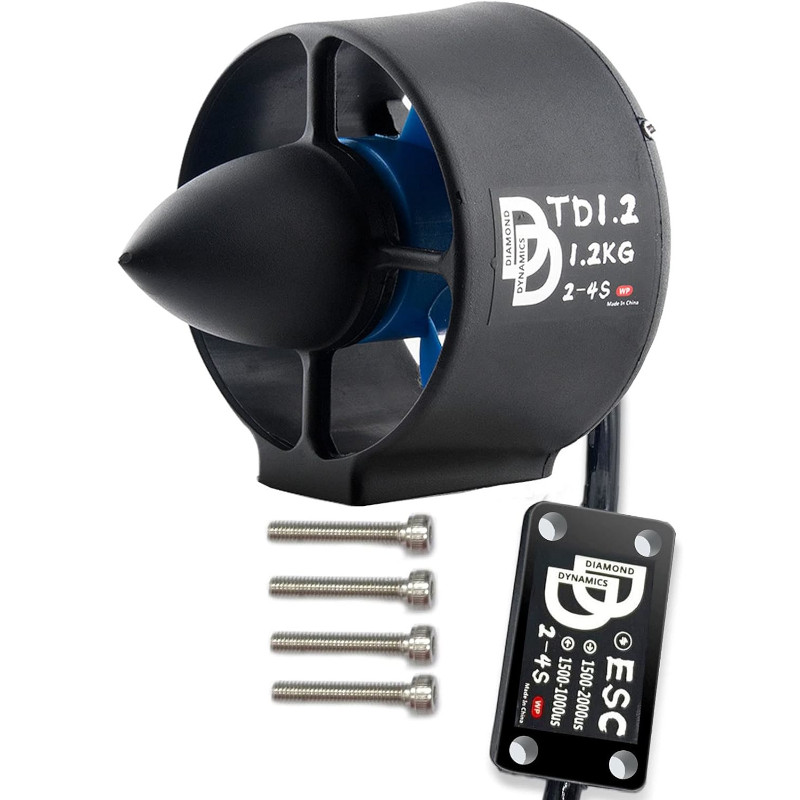 DIAMOND
DYNAMICS
TD1.2
1.2KG
2-4S WP
Made In China
DIAMOND
DYNAMICS
ESC
1500-2000us
1500-1000us
2-4S WP
Made In China